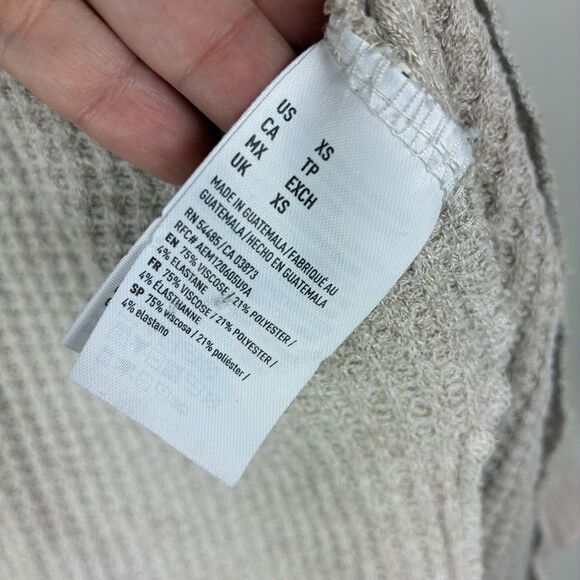 US XS
CA TP
MX EXCH
UK XS
MADE IN GUATEMALA/FABRIQUÉ AU
GUATEMALA/HECHO EN GUATEMALA
RN 54485/CA 03873
RFC# AEM120605U9A
EN 75% VISCOSE / 21% POLYESTER /
4% ELASTANE
FR 75% VISCOSE / 21% POLYESTER /
4% ÉLASTHANNE
SP 75% viscosa / 21% poliéster /
4% elastano